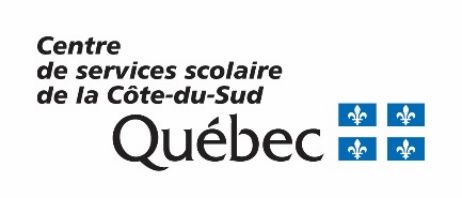 Centre
de services scolaire
de la Côte-du-Sud
Québec